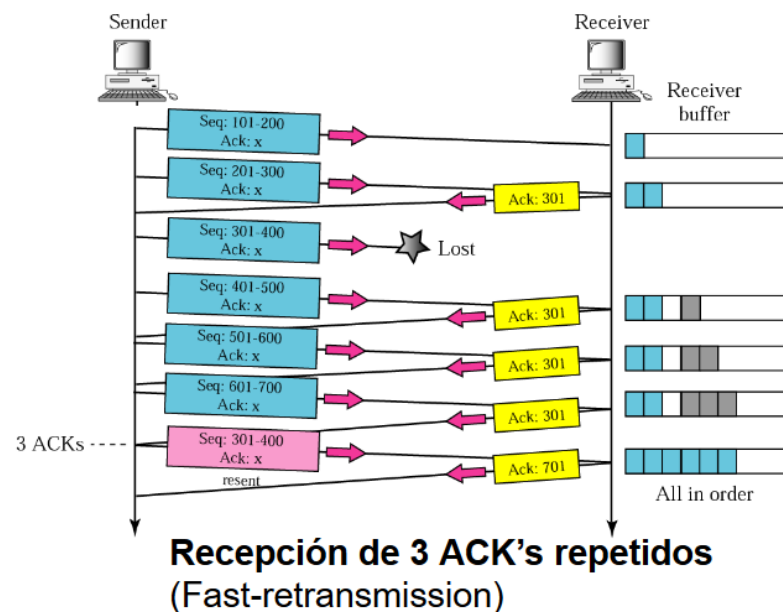 Sender
Receiver
Receiver
buffer
Seq: 101-200
Ack: x
Seq: 201-300
Ack: x
Ack: 301
Seq: 301-400
Ack: x
Lost
Seq: 401-500
Ack: x
Ack: 301
Seq: 501-600
Ack: x
Ack: 301
Seq: 601-700
Ack: x
Ack: 301
3 ACKs
Seq: 301-400
Ack: x
resent
Ack: 701
All in order
Recepción de 3 ACK's repetidos
(Fast-retransmission)